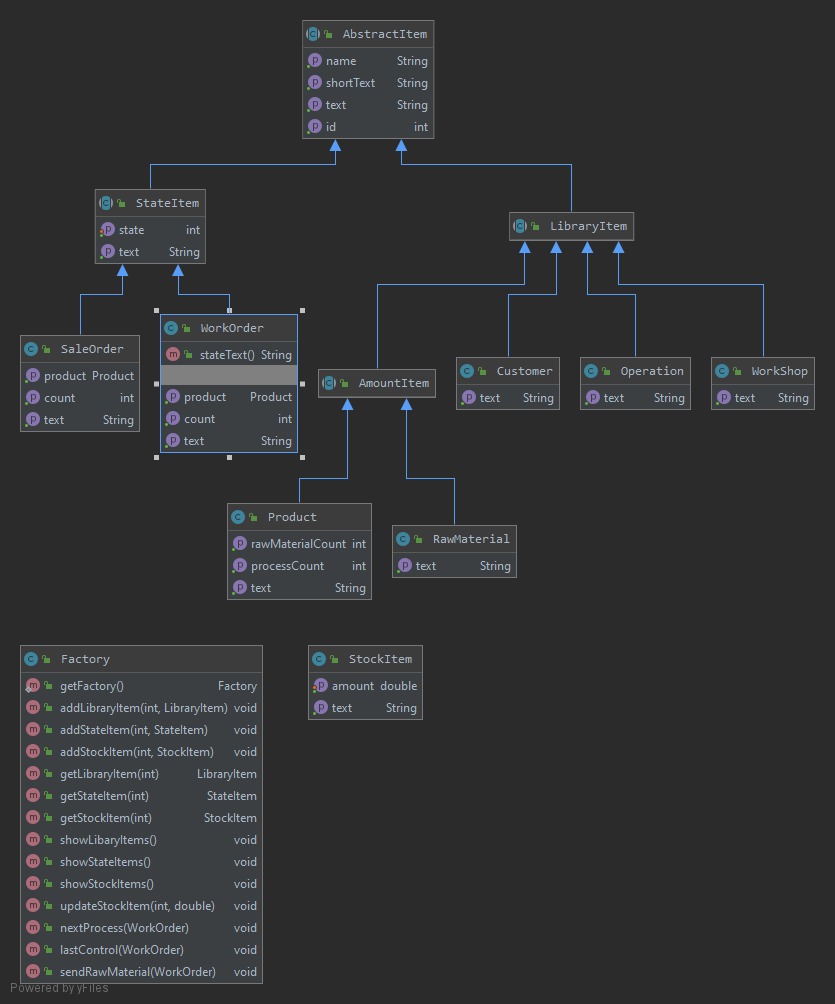 AbstractItem
name String
shortText String
text String
id int
StateItem
state int
text String
LibraryItem
SaleOrder
product Product
count int
text String
WorkOrder
stateText() String
product Product
count int
text String
AmountItem
Customer
text String
Operation
text String
WorkShop
text String
Product
rawMaterialCount int
processCount int
text String
RawMaterial
text String
Factory
getFactory() Factory
addLibraryItem(int, LibraryItem) void
addStateItem(int, StateItem) void
addStockItem(int, StockItem) void
getLibraryItem(int) LibraryItem
getStateItem(int) StateItem
getStockItem(int) StockItem
showLibaryItems() void
showStateItems() void
showStockItems() void
updateStockItem(int, double) void
nextProcess(WorkOrder) void
lastControl(WorkOrder) void
sendRawMaterial(WorkOrder) void
StockItem
amount double
text String
Powered by yFiles